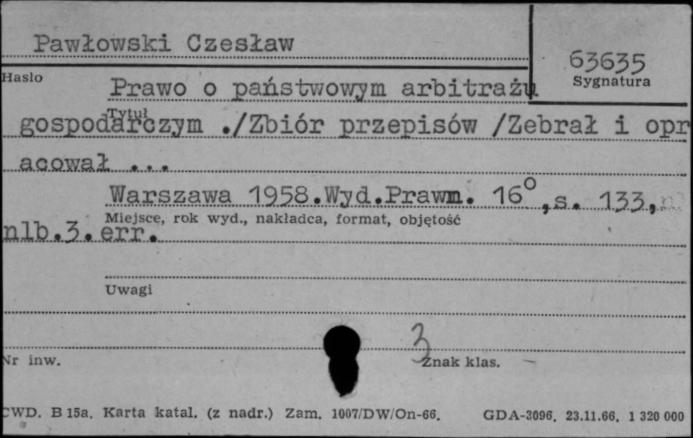 Pawłowski Czesław
63635
Hasło
Sygnatura
Prawo o państwowym arbitrażu
Tytuł
gospodarczym ./Zbiór przepisów /Zebrał i opr
acował ...
Warszawa 1958.Wyd.Prawn. 16°,s. 133,
Miejsce, rok wyd., nakładca, format, objętość
nlb.3.err.
Uwagi
3
Nr inw.
Znak klas.
CWD. B 15a. Karta katal. (z nadr.) Zam. 1007/DW/On-66. GDA-3096. 23.11.66. 1 320 000